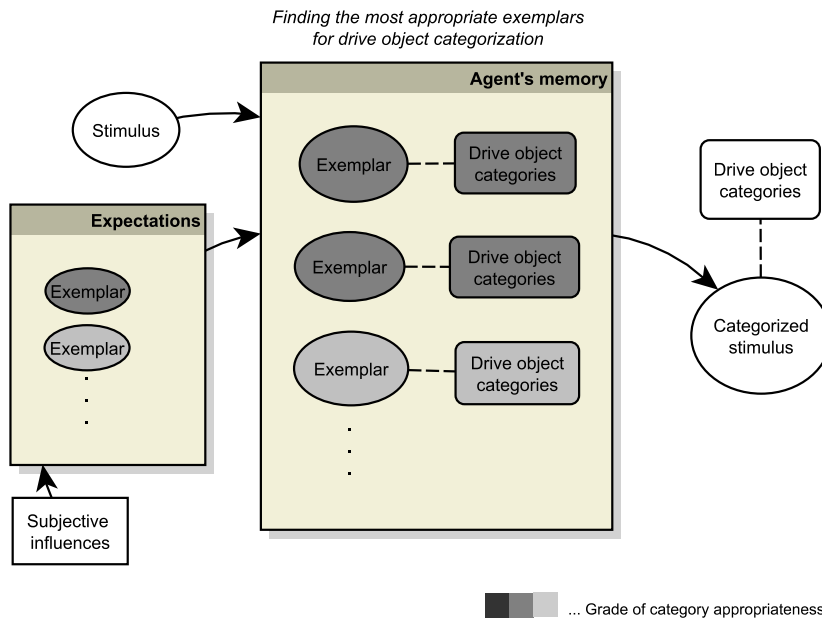 Finding the most appropriate exemplars
for drive object categorization
Agent's memory
Stimulus
Exemplar
Drive object
categories
Exemplar
Drive object
categories
Exemplar
Drive object
categories
.
.
.
Expectations
Exemplar
Exemplar
.
.
.
Subjective
influences
Drive object
categories
Categorized
stimulus
... Grade of category appropriateness